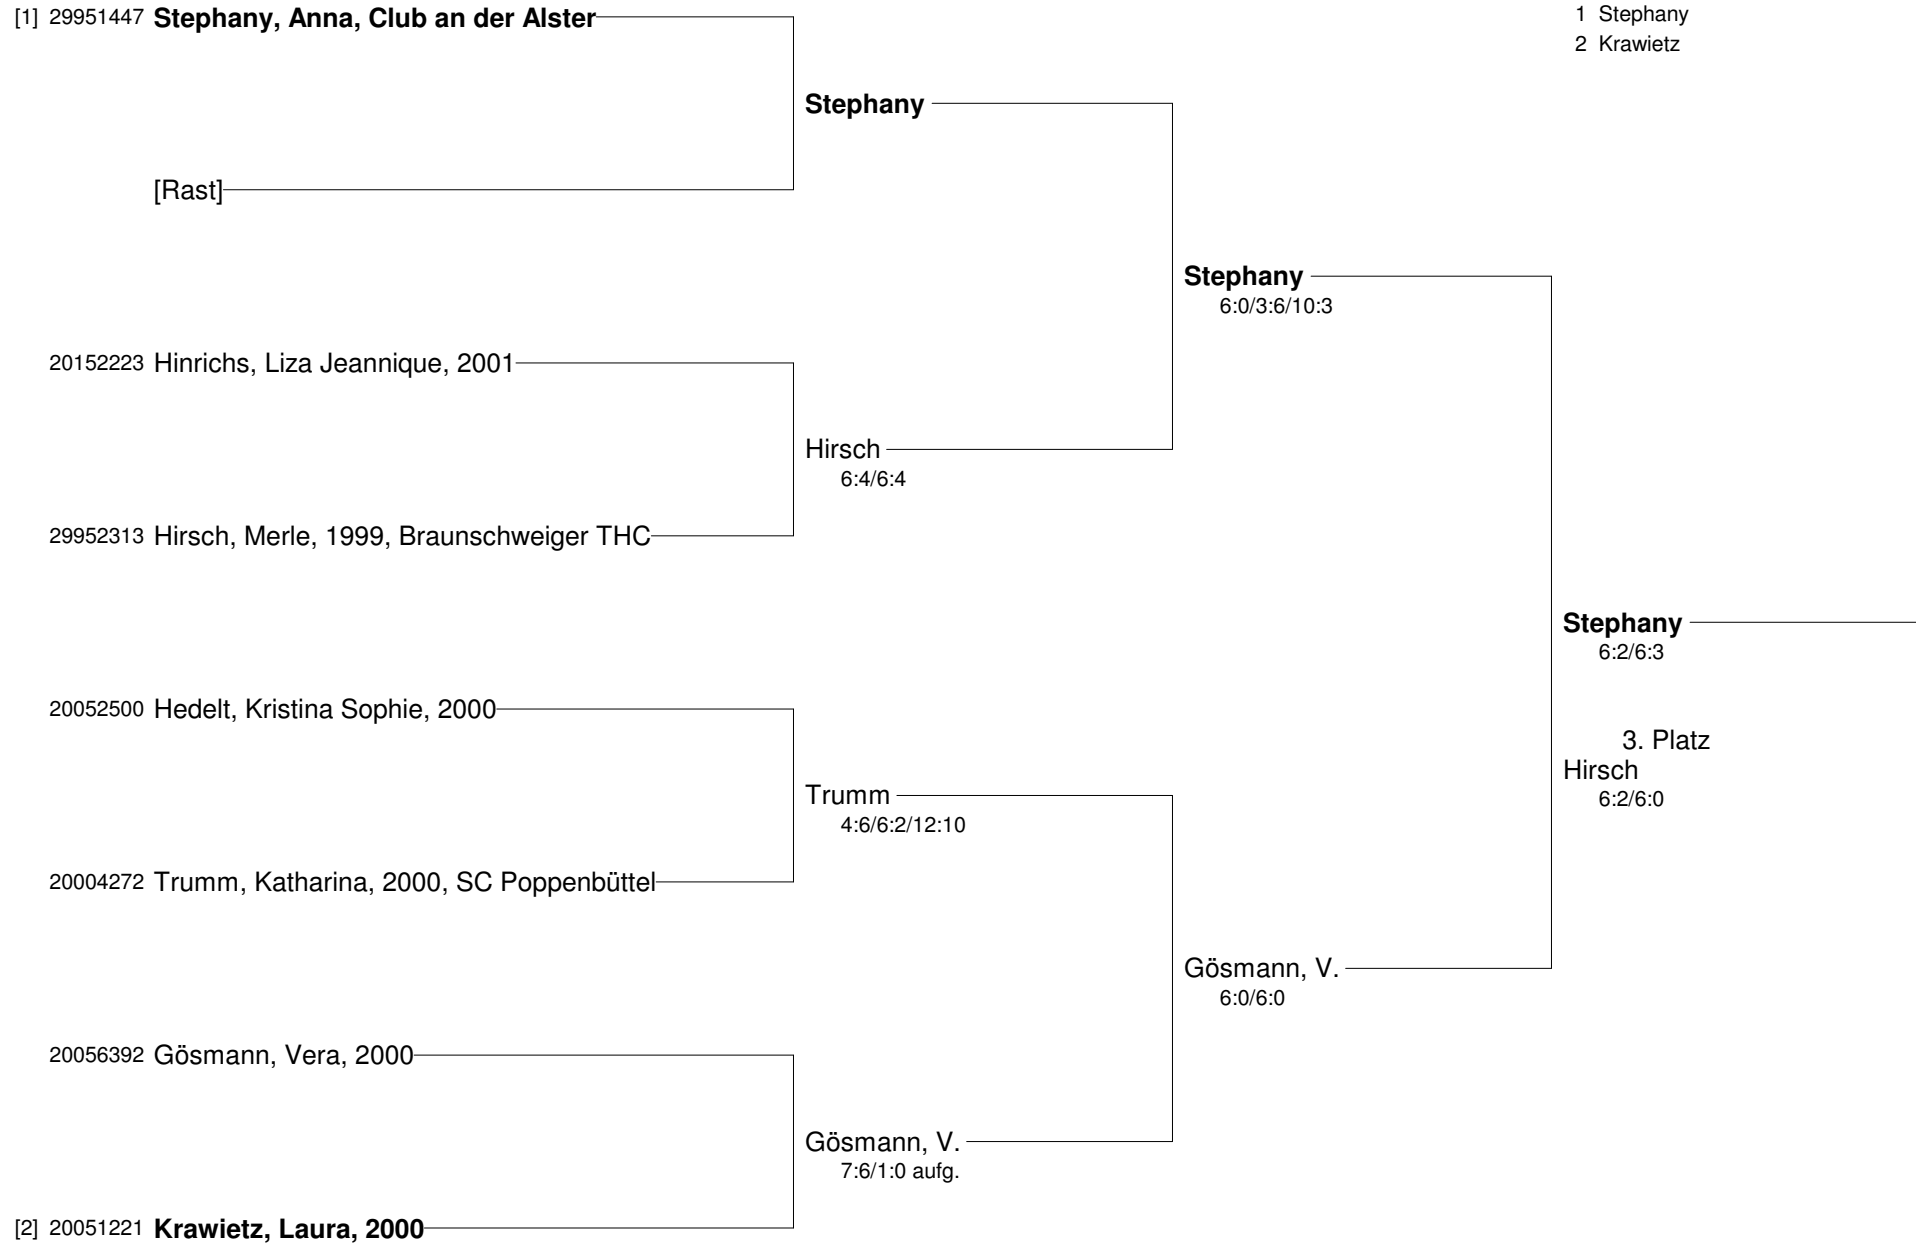 [1] 29951447 Stephany, Anna, Club an der Alster
1 Stephany
2 Krawietz
Stephany
[Rast]
Stephany
6:0/3:6/10:3
20152223 Hinrichs, Liza Jeannique, 2001
Hirsch
6:4/6:4
29952313 Hirsch, Merle, 1999, Braunschweiger THC
Stephany
6:2/6:3
20052500 Hedelt, Kristina Sophie, 2000
3. Platz
Hirsch
6:2/6:0
Trumm
4:6/6:2/12:10
20004272 Trumm, Katharina, 2000, SC Poppenbüttel
Gösmann, V.
6:0/6:0
20056392 Gösmann, Vera, 2000
Gösmann, V.
7:6/1:0 aufg.
[2] 20051221 Krawietz, Laura, 2000